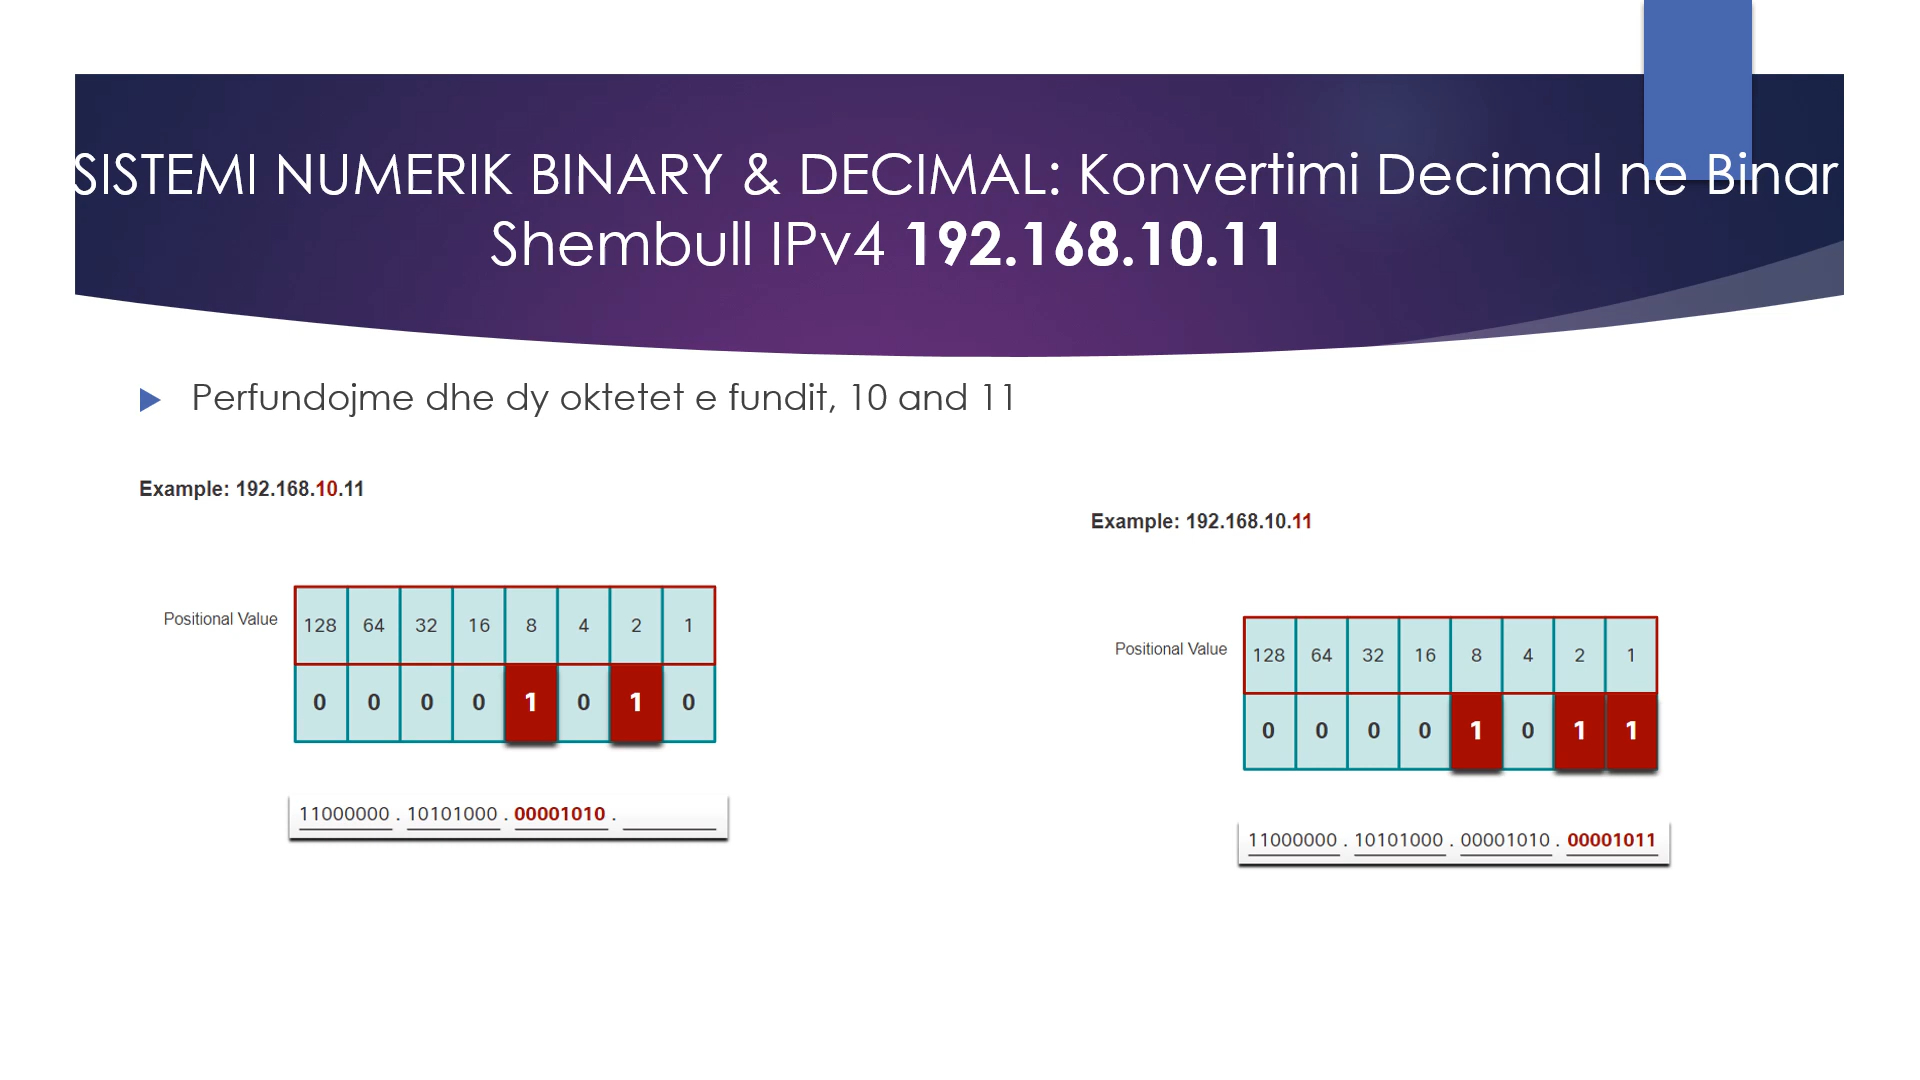 SISTEMI NUMERIK BINARY & DECIMAL: Konvertimi Decimal ne Binar
Shembull IPv4 192.168.10.11
Perfundojme dhe dy oktetet e fundit, 10 and 11
Example: 192.168.10.11
Positional Value 128 64 32 16 8 4 2 1
0 0 0 0 1 0 1 0
11000000 . 10101000 . 00001010 . ________
Example: 192.168.10.11
Positional Value 128 64 32 16 8 4 2 1
0 0 0 0 1 0 1 1
11000000 . 10101000 . 00001010 . 00001011